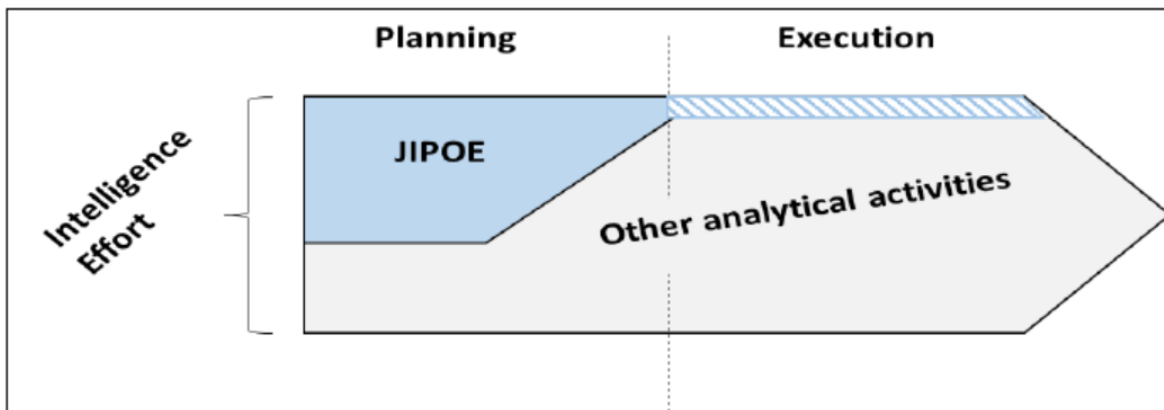 Planning
Execution
Intelligence
Effort
JIPOE
Other analytical activities